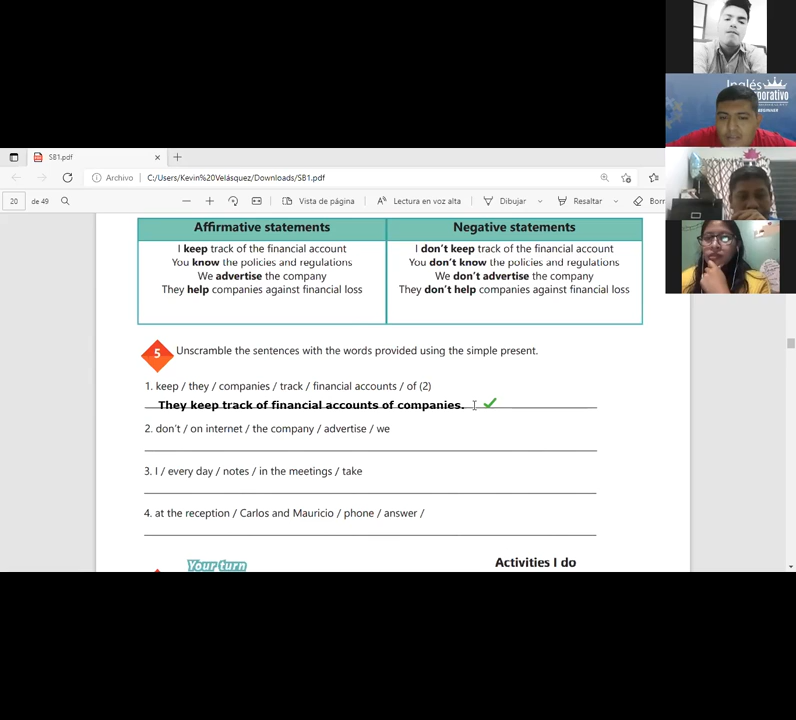 Inglés
porativo
BEGINNER
SB1.pdf
Archivo C:/Users/Kevin%20Velásquez/Downloads/SB1.pdf
20 de 49 Vista de página Lectura en voz alta Dibujar Resaltar Borr
Affirmative statements Negative statements
I keep track of the financial account I don't keep track of the financial account
You know the policies and regulations You don't know the policies and regulations
We advertise the company We don't advertise the company
They help companies against financial loss They don't help companies against financial loss
5 Unscramble the sentences with the words provided using the simple present.
1. keep / they / companies / track / financial accounts / of (2)
They keep track of financial accounts of companies.
2. don't / on internet / the company / advertise / we
3. I / every day / notes / in the meetings / take
4. at the reception / Carlos and Mauricio / phone / answer /
Your turn Activities I do